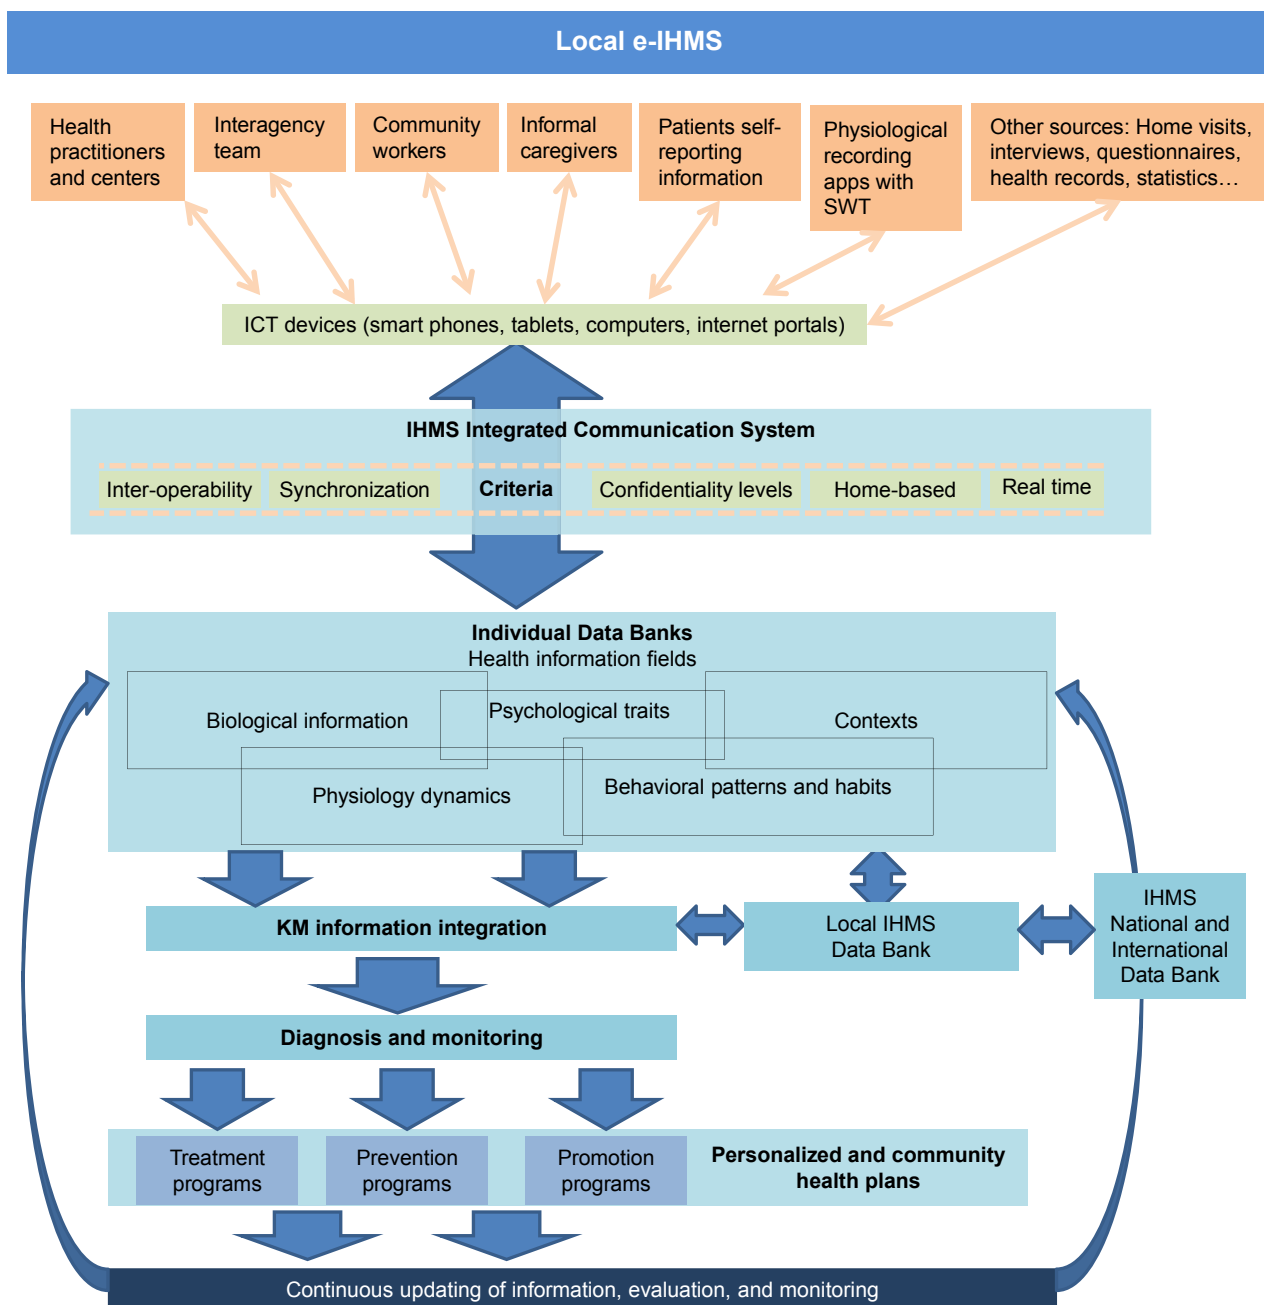 Local e-IHMS
Health
practitioners
and centers
Interagency
team
Community
workers
Informal
caregivers
Patients self-
reporting
information
Physiological
recording
apps with
SWT
Other sources: Home visits,
interviews, questionnaires,
health records, statistics…
ICT devices (smart phones, tablets, computers, internet portals)
IHMS Integrated Communication System
Inter-operability
Synchronization
Criteria
Confidentiality levels
Home-based
Real time
Individual Data Banks
Health information fields
Biological information
Psychological traits
Contexts
Physiology dynamics
Behavioral patterns and habits
KM information integration
Local IHMS
Data Bank
IHMS
National and
International
Data Bank
Diagnosis and monitoring
Treatment
programs
Prevention
programs
Promotion
programs
Personalized and community
health plans
Continuous updating of information, evaluation, and monitoring